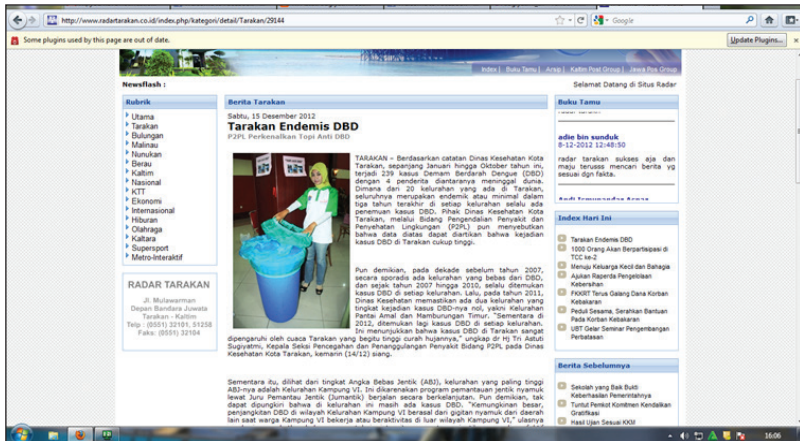 http://www.radartarakan.co.id/index.php/kategori/detail/Tarakan/29144
Google
Some plugins used by this page are out of date.
Update Plugins...
Index | Buku Tamu | Arsip | Kaltim Post Group | Jawa Pos Group
Newsflash :
Selamat Datang di Situs Radar
Rubrik
Utama
Tarakan
Bulungan
Malinau
Nunukan
Berau
Kaltim
Nasional
KTT
Ekonomi
Internasional
Hiburan
Olahraga
Kaltara
Supersport
Metro-Interaktif
RADAR TARAKAN
Jl. Mulawarman
Depan Bandara Juwata
Tarakan - Kaltim
Telp : (0551) 32101, 51258
Faks: (0551) 32104
Berita Tarakan
Sabtu, 15 Desember 2012
Tarakan Endemis DBD
P2PL Perkenalkan Topi Anti DBD
TARAKAN – Berdasarkan catatan Dinas Kesehatan Kota
Tarakan, sepanjang Januari hingga Oktober tahun ini,
terjadi 239 kasus Demam Berdarah Dengue (DBD)
dengan 4 penderita diantaranya meninggal dunia.
Dimana dari 20 kelurahan yang ada di Tarakan,
seluruhnya merupakan endemik atau minimal dalam
tiga tahun terakhir di setiap kelurahan selalu ada
penemuan kasus DBD. Pihak Dinas Kesehatan Kota
Tarakan, melalui Bidang Pengendalian Penyakit dan
Penyehatan Lingkungan (P2PL) pun menyebutkan
bahwa data diatas dapat diartikan bahwa kejadian
kasus DBD di Tarakan cukup tinggi.
Pun demikian, pada dekade sebelum tahun 2007,
secara sporadis ada kelurahan yang bebas dari DBD,
dan sejak tahun 2007 hingga 2010, selalu ditemukan
kasus DBD di setiap kelurahan. Lalu, pada tahun 2011,
Dinas Kesehatan memastikan ada dua kelurahan yang
tingkat kejadian kasus DBD-nya nol, yakni Kelurahan
Pantai Amal dan Mamburungan Timur. "Sementara di
2012, ditemukan lagi kasus DBD di setiap kelurahan.
Ini menunjukkan bahwa kasus DBD di Tarakan sangat
dipengaruhi oleh cuaca Tarakan yang begitu tinggi curah hujannya," ungkap dr Hj Tri Astuti
Sugiyatmi, Kepala Seksi Pencegahan dan Penanggulangan Penyakit Bidang P2PL pada Dinas
Kesehatan Kota Tarakan, kemarin (14/12) siang.
Sementara itu, dilihat dari tingkat Angka Bebas Jentik (ABJ), kelurahan yang paling tinggi
ABJ-nya adalah Kelurahan Kampung VI. Ini dikarenakan program pemantauan jentik nyamuk
lewat Juru Pemantau Jentik (Jumantik) berjalan secara berkelanjutan. Pun demikian, tak
dapat dipungkiri bahwa di kelurahan ini masih ada kasus DBD. "Kemungkinan besar,
penjangkitan DBD di wilayah Kelurahan Kampung VI berasal dari gigitan nyamuk dari daerah
lain saat warga Kampung VI bekerja atau beraktivitas di luar wilayah Kampung VI," ulasnya
Buku Tamu
adie bin sunduk
8-12-2012 12:48:50
radar tarakan sukses aja dan
maju terusss mencari berita yg
sesuai dgn fakta.
Index Hari Ini
Tarakan Endemis DBD
1000 Orang Akan Berpartisipasi di
TCC ke-2
Menuju Keluarga Kecil dan Bahagia
Ajukan Raperda Pengelolaan
Kebersihan
FKKRT Terus Galang Dana Korban
Kebakaran
Peduli Sesama, Serahkan Bantuan
Pada Korban Kebakaran
UBT Gelar Seminar Pengembangan
Perbatasan
Berita Sebelumnya
Sekolah yang Baik Bukti
Keberhasilan Pemerintahnya
Tuntut Pemkot Komitmen Kendalikan
Gratifikasi
Hasil Ujian Sesuai KKM
16:06